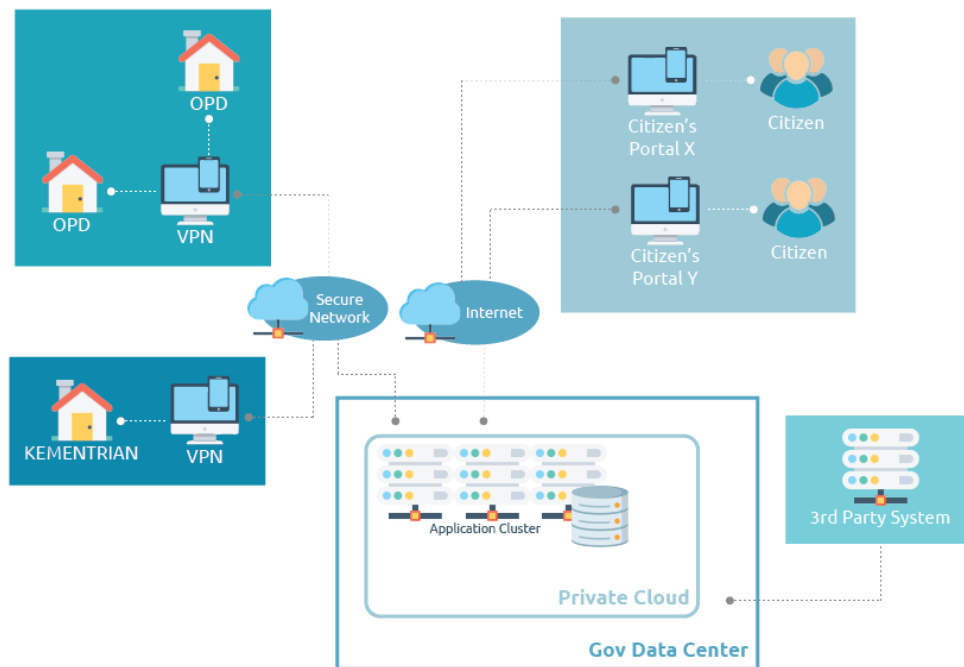 OPD
OPD
VPN
Citizen's
Portal X
Citizen
Citizen's
Portal Y
Citizen
Secure
Network
Internet
KEMENTRIAN
VPN
Application Cluster
3rd Party System
Private Cloud
Gov Data Center